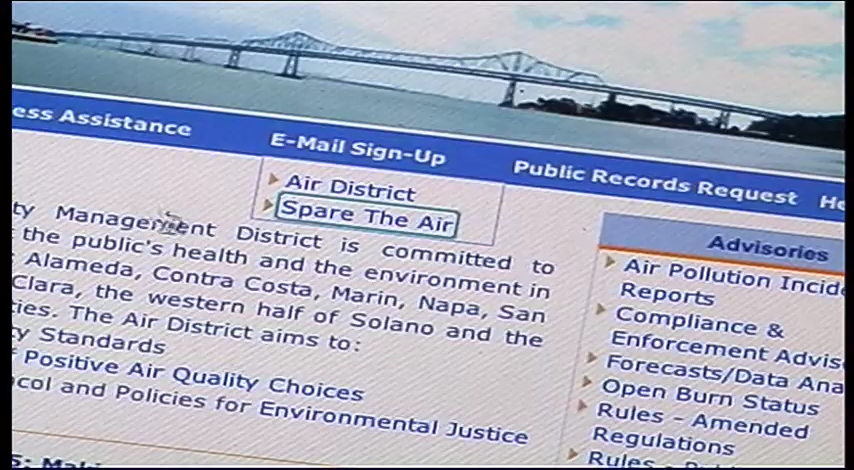 ess Assistance
E-Mail Sign-Up
Public Records Request
Air District
Spare The Air
ty Management District is committed to
the public's health and the environment in
Alameda, Contra Costa, Marin, Napa, San
Clara, the western half of Solano and the
ties. The Air District aims to:
ty Standards
f Positive Air Quality Choices
ocol and Policies for Environmental Justice
Advisories
Air Pollution Incide
Reports
Compliance &
Enforcement Advis
Forecasts/Data Ana
Open Burn Status
Rules - Amended
Regulations
Rules -